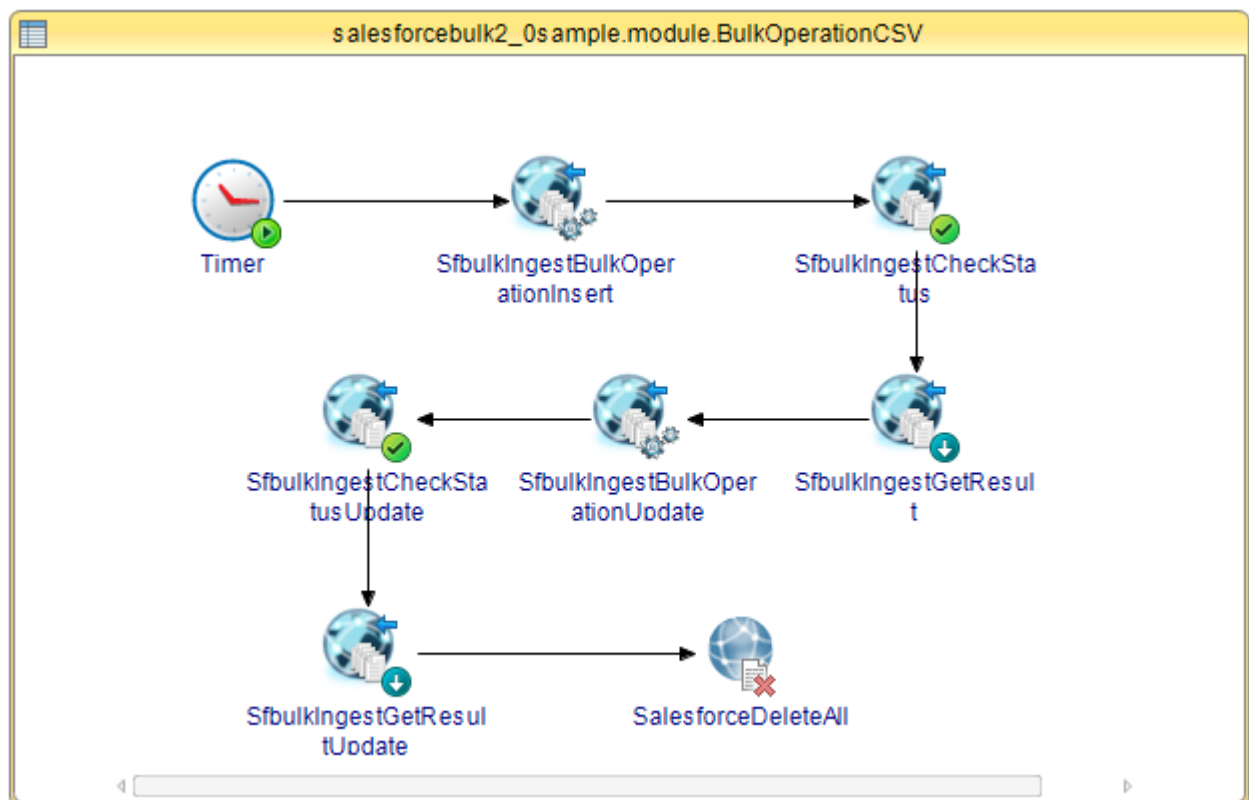 salesforcebulk2_0sample.module.BulkOperationCSV
Timer
SfbulkIngestBulkOper
ationInsert
SfbulkIngestCheckSta
tus
SfbulkIngestCheckSta
tusUpdate
SfbulkIngestBulkOper
ationUpdate
SfbulkIngestGetResul
t
SfbulkIngestGetResul
tUpdate
SalesforceDeleteAll